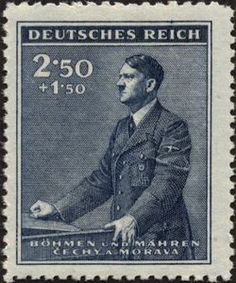 DEUTSCHES REICH
2·50
+1·50
BÖHMEN UND MÄHREN
ČECHY A MORAVA